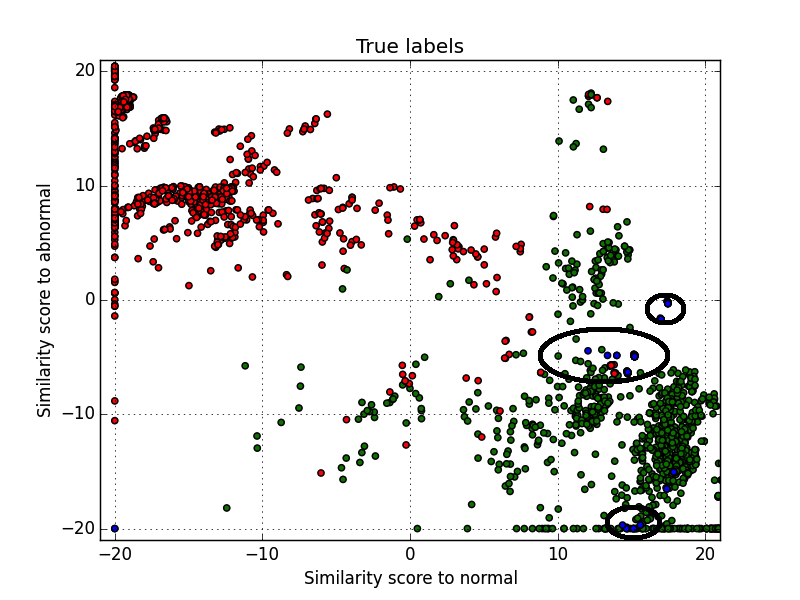 True labels
20
10
0
−10
−20
Similarity score to abnormal
−20 −10 0 10 20
Similarity score to normal